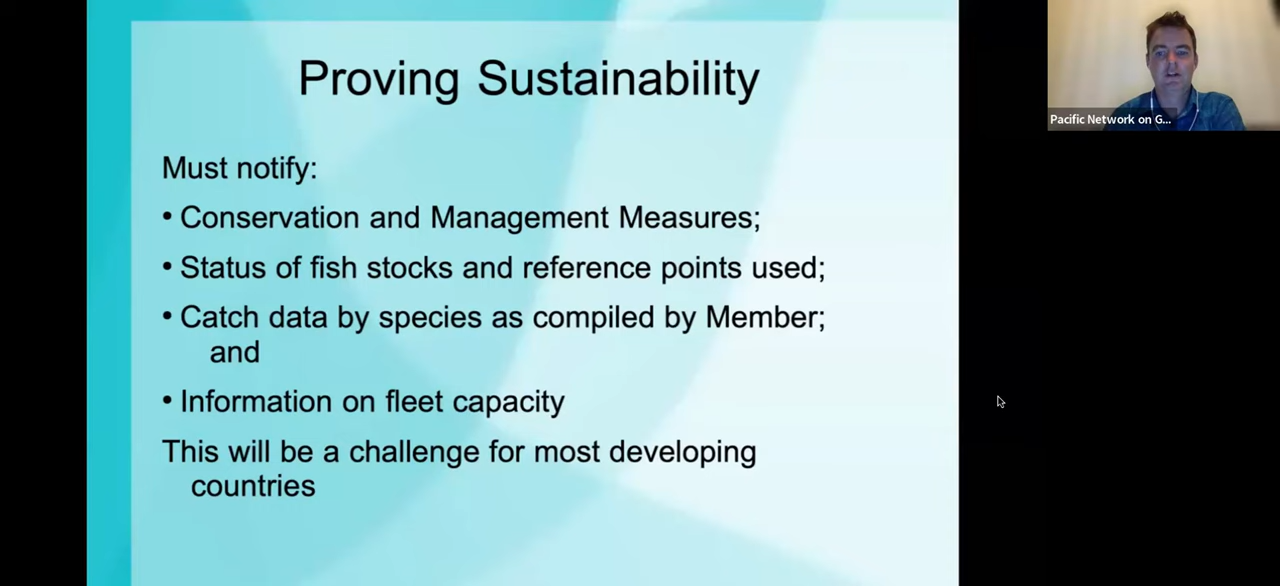 Proving Sustainability
Must notify:
• Conservation and Management Measures;
• Status of fish stocks and reference points used;
• Catch data by species as compiled by Member;
and
• Information on fleet capacity
This will be a challenge for most developing
countries
Pacific Network on G...